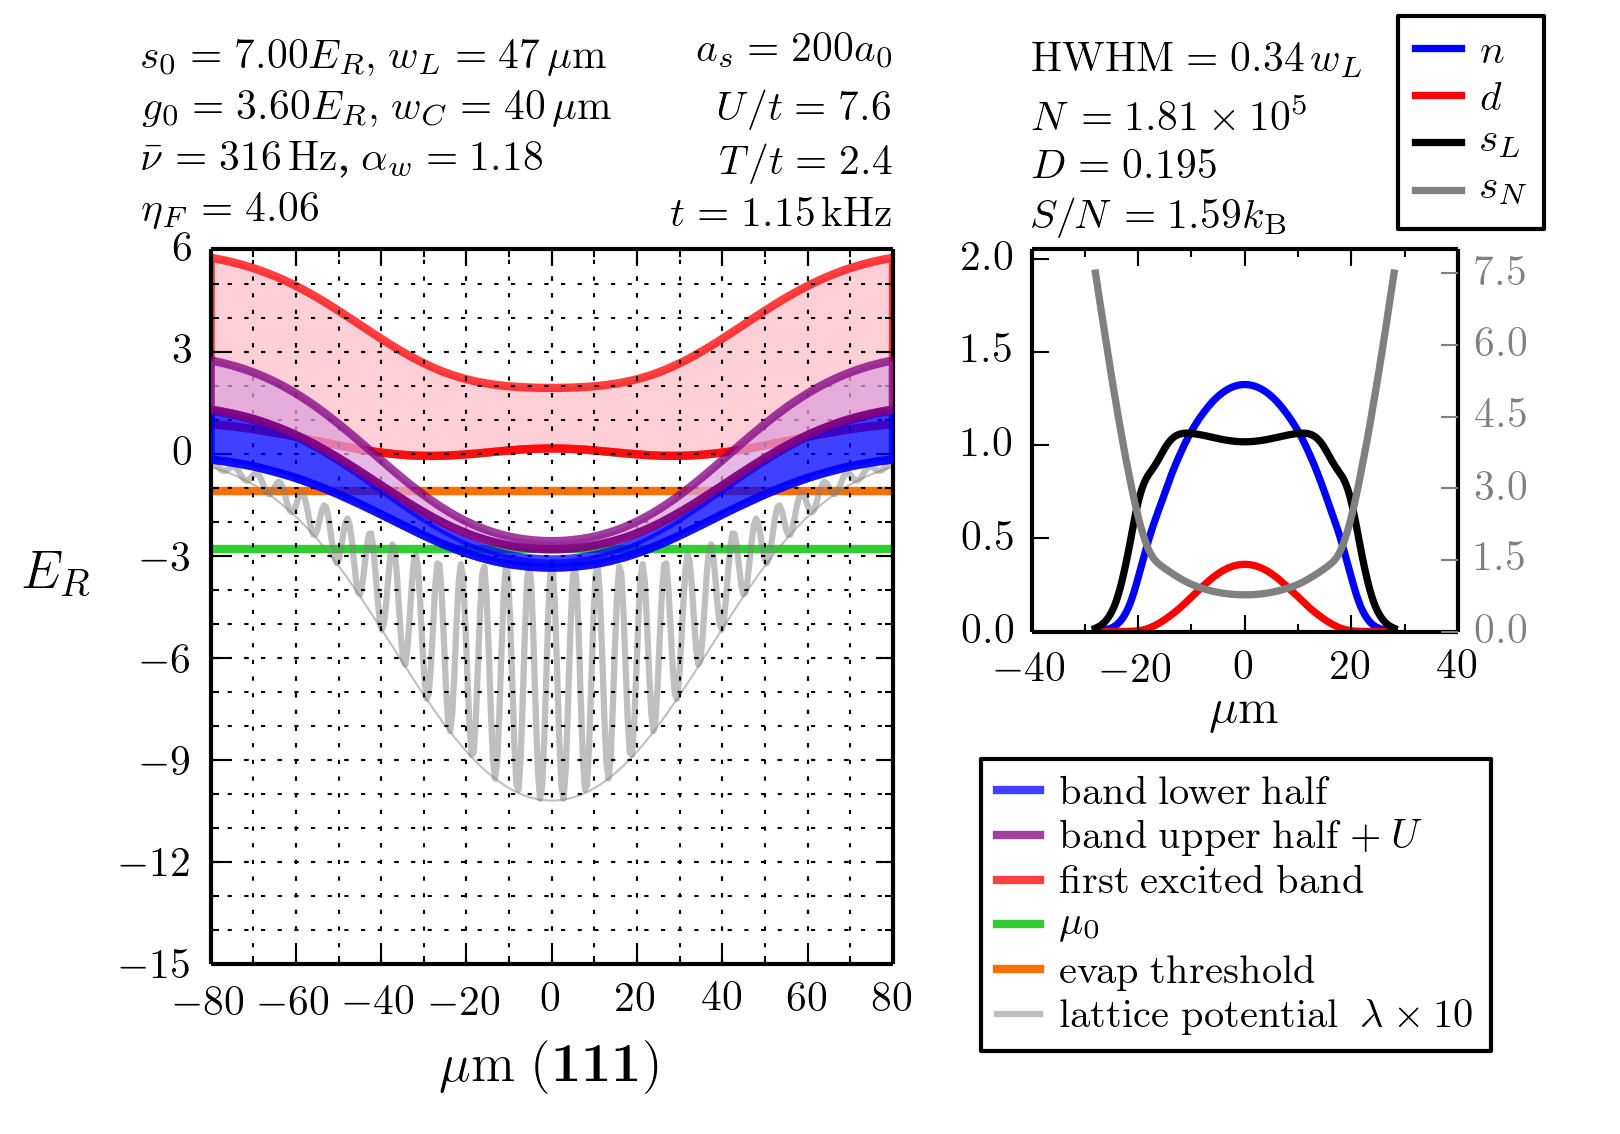 s₀ = 7.00E_R, w_L = 47 μm
g₀ = 3.60E_R, w_C = 40 μm
ν̄ = 316 Hz, α_w = 1.18
η_F = 4.06
a_s = 200a₀
U/t = 7.6
T/t = 2.4
t = 1.15 kHz
HWHM = 0.34 w_L
N = 1.81 × 10⁵
D = 0.195
S/N = 1.59k_B
n
d
s_L
s_N
6
3
0
−3
−6
−9
−12
−15
E_R
−80 −60 −40 −20 0 20 40 60 80
μm (111)
2.0
1.5
1.0
0.5
0.0
7.5
6.0
4.5
3.0
1.5
0.0
−40 −20 0 20 40
μm
band lower half
band upper half + U
first excited band
μ₀
evap threshold
lattice potential λ × 10